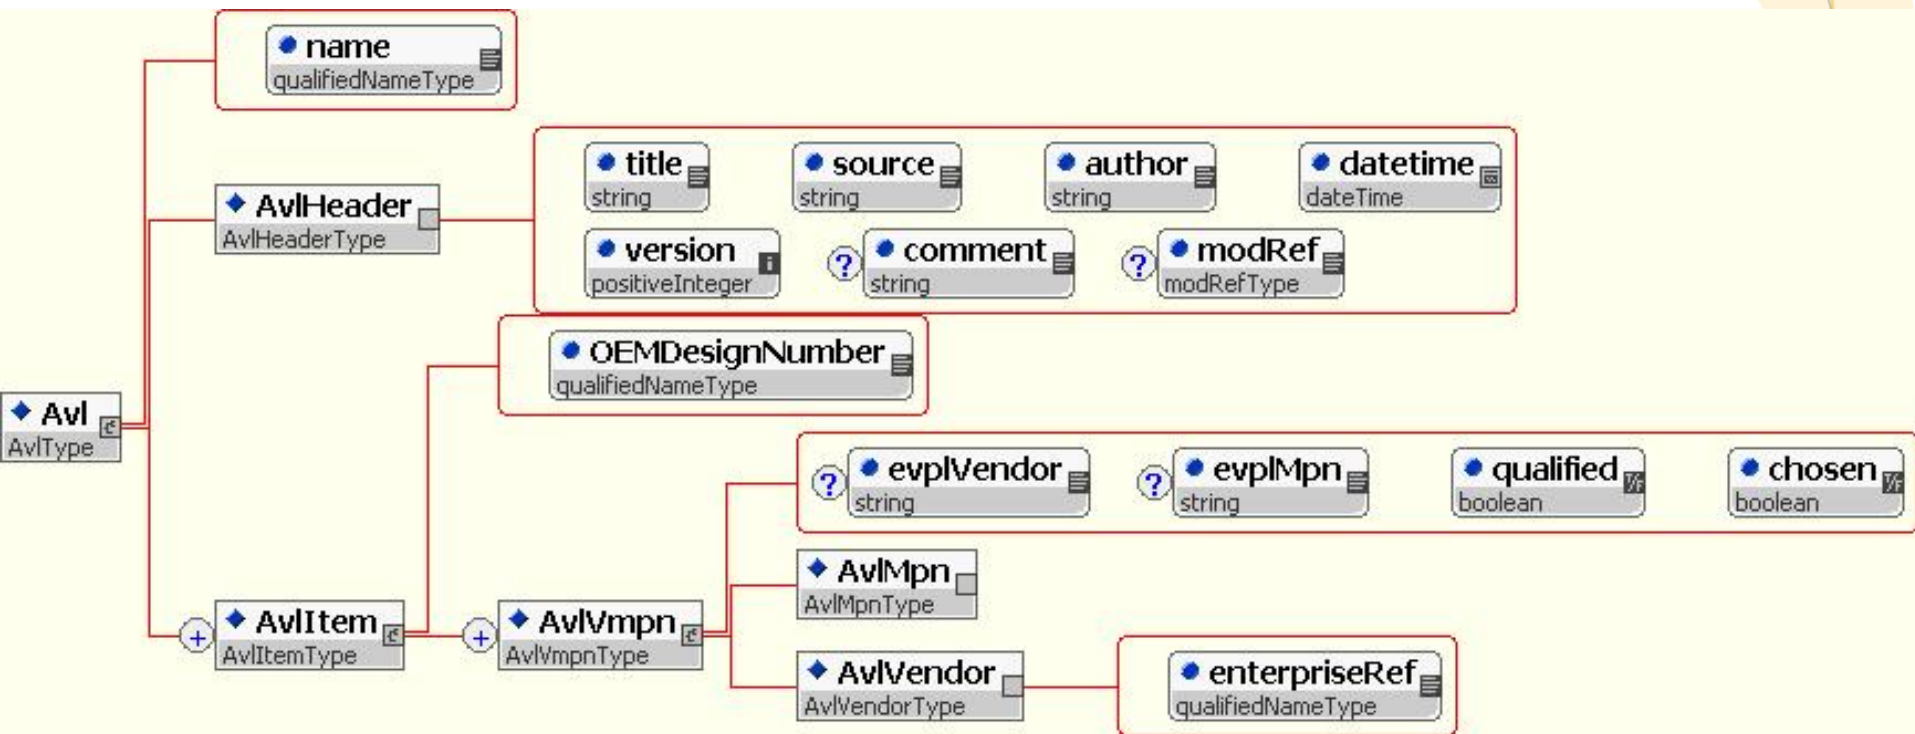 name
qualifiedNameType
title
string
source
string
author
string
datetime
dateTime
AvlHeader
AvlHeaderType
version
positiveInteger
?
comment
string
?
modRef
modRefType
OEMDesignNumber
qualifiedNameType
Avl
AvlType
?
evplVendor
string
?
evplMpn
string
qualified
boolean
chosen
boolean
AvlMpn
AvlMpnType
+
AvlItem
AvlItemType
+
AvlVmpn
AvlVmpnType
AvlVendor
AvlVendorType
enterpriseRef
qualifiedNameType